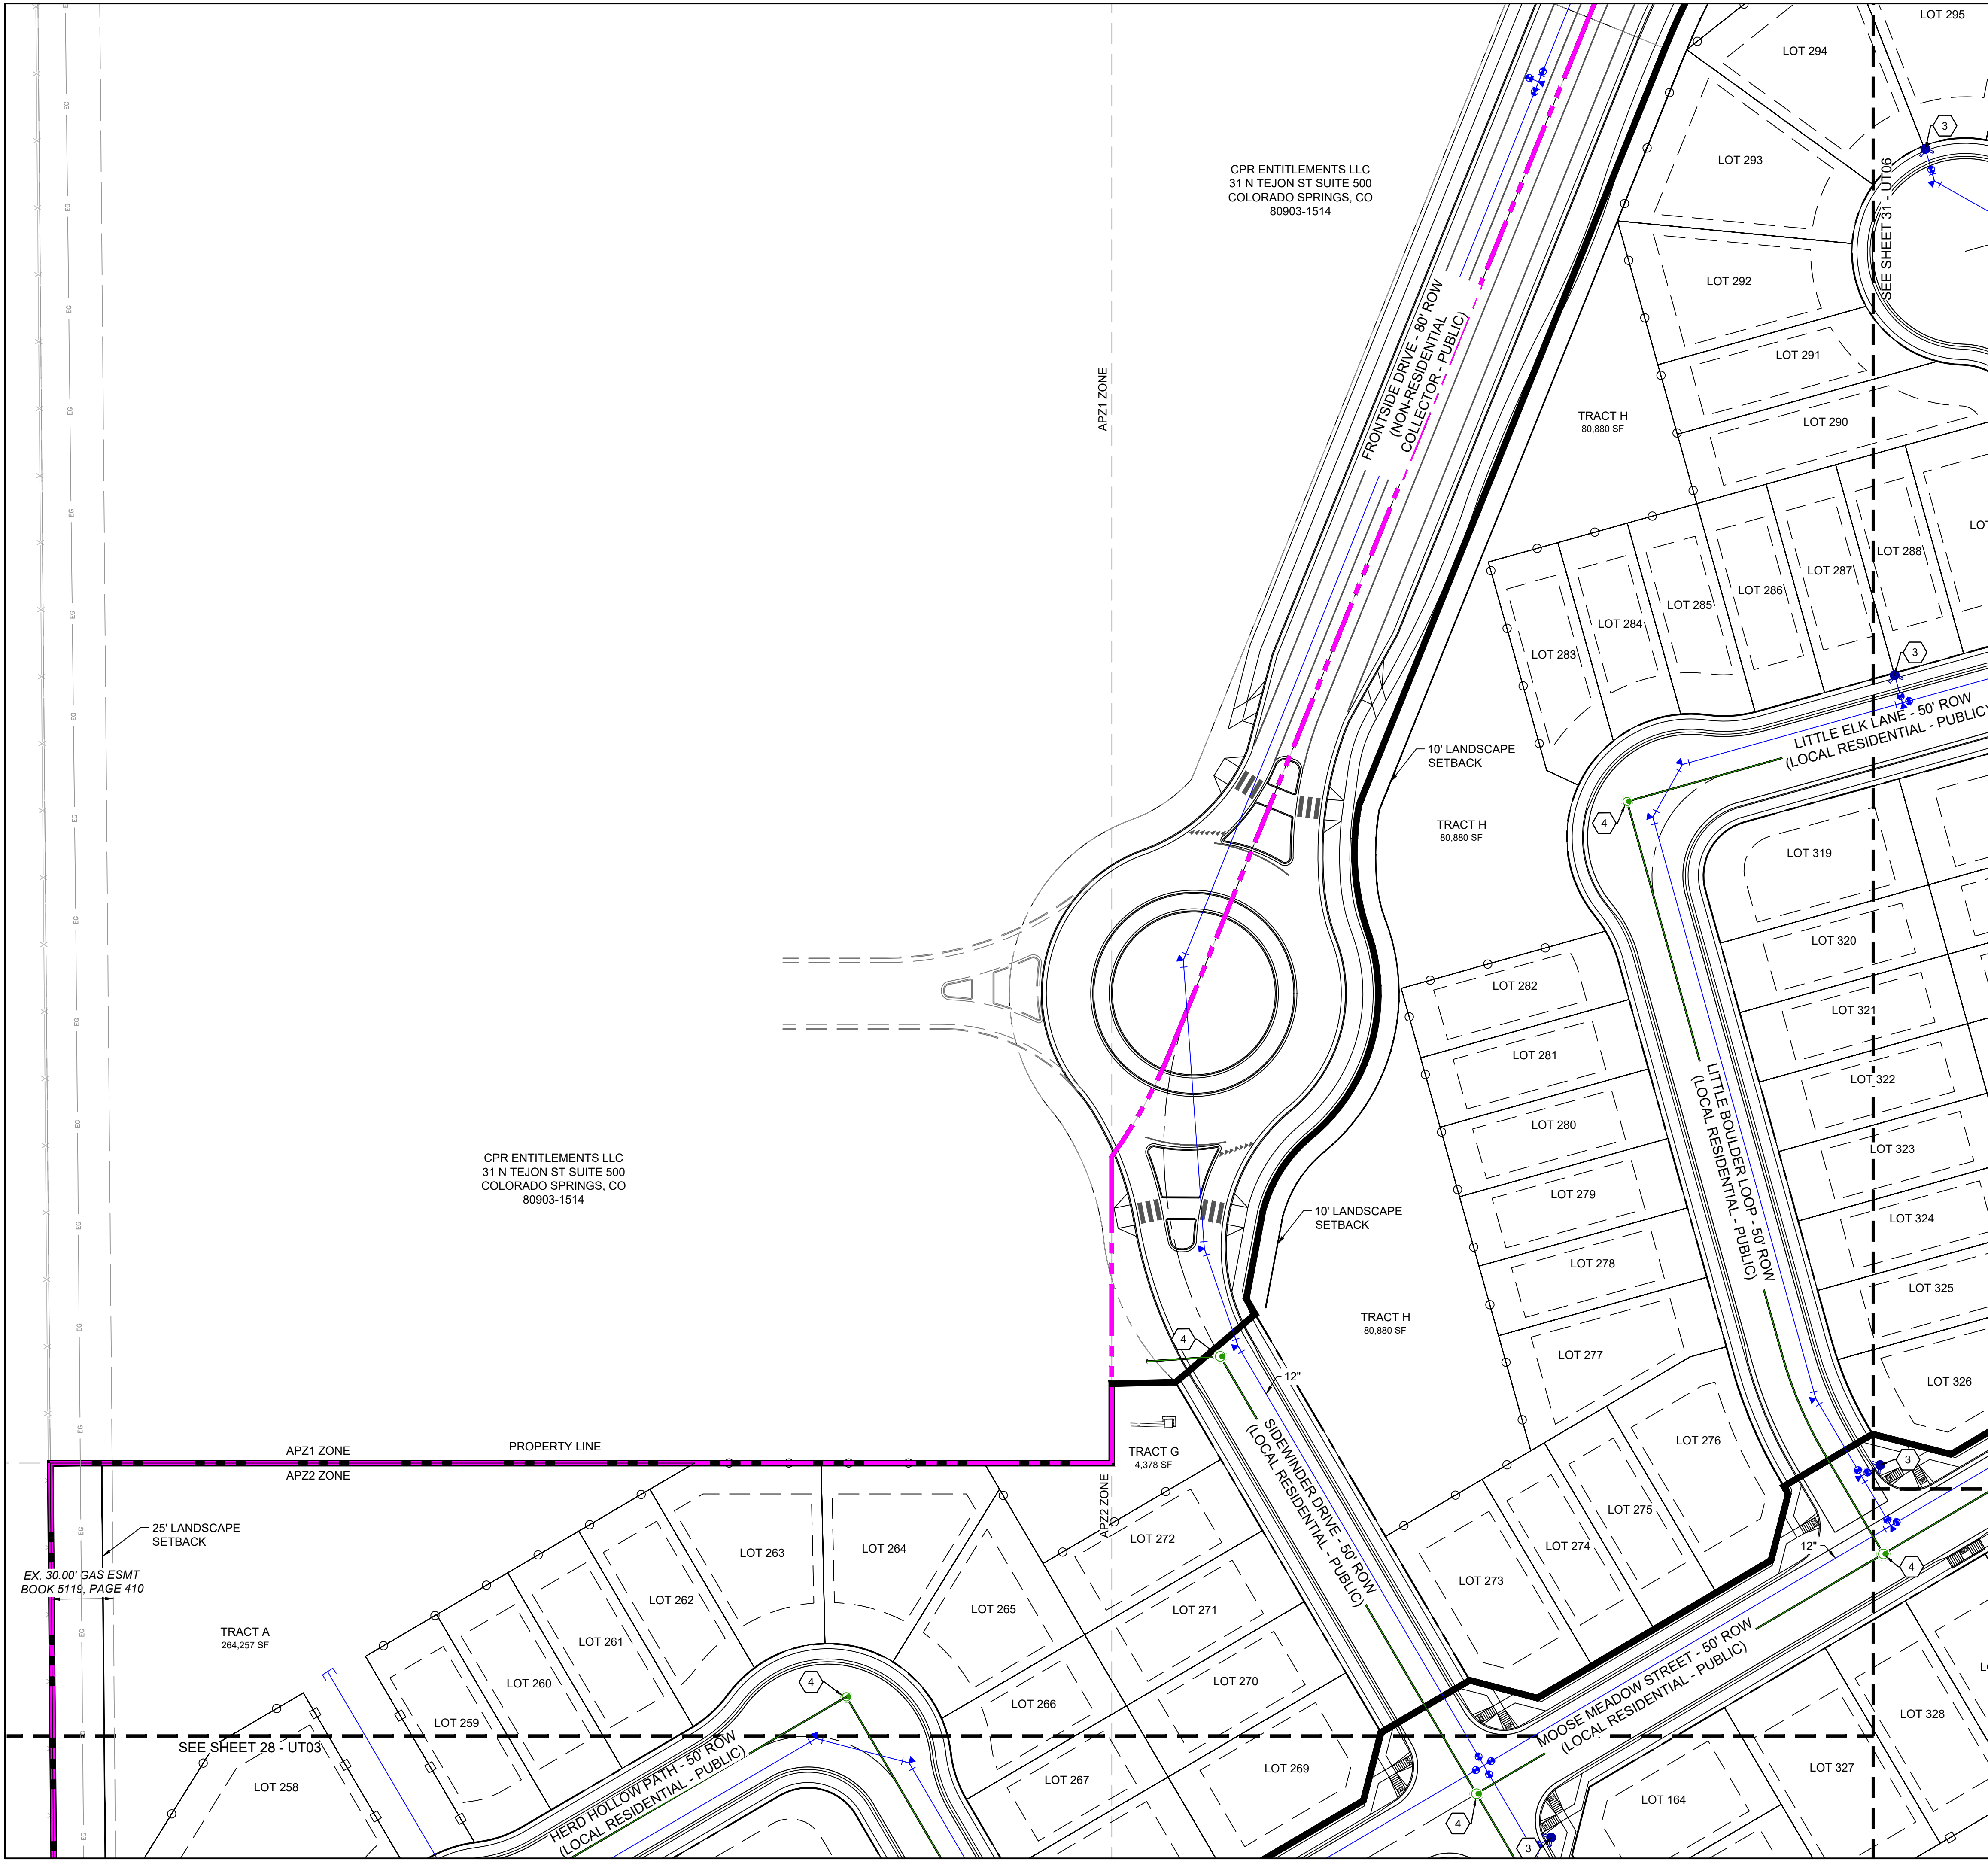 LOT 295
LOT 294
3
CPR ENTITLEMENTS LLC
31 N TEJON ST SUITE 500
COLORADO SPRINGS, CO
80903-1514
LOT 293
SEE SHEET 31 - UT06
LOT 292
FRONTSIDE DRIVE - 80' ROW
(NON-RESIDENTIAL
COLLECTOR - PUBLIC)
APZ1 ZONE
LOT 291
TRACT H
80,880 SF
LOT 290
LOT 288
LOT 287
LOT 286
LOT 285
LOT 284
LOT 283
3
LITTLE ELK LANE - 50' ROW
(LOCAL RESIDENTIAL - PUBLIC)
10' LANDSCAPE
SETBACK
4
TRACT H
80,880 SF
LOT 319
LOT 320
LOT 282
LOT 321
LOT 281
LOT 322
LOT 280
LOT 323
LITTLE BOULDER LOOP - 50' ROW
(LOCAL RESIDENTIAL - PUBLIC)
CPR ENTITLEMENTS LLC
31 N TEJON ST SUITE 500
COLORADO SPRINGS, CO
80903-1514
LOT 279
10' LANDSCAPE
SETBACK
LOT 324
LOT 278
LOT 325
TRACT H
80,880 SF
4
LOT 277
12"
LOT 326
SIDEWINDER DRIVE - 50' ROW
(LOCAL RESIDENTIAL - PUBLIC)
APZ1 ZONE
PROPERTY LINE
APZ2 ZONE
TRACT G
4,378 SF
APZ2 ZONE
LOT 276
3
25' LANDSCAPE
SETBACK
LOT 275
LOT 272
LOT 274
12"
LOT 263
LOT 264
EX. 30.00' GAS ESMT
BOOK 5119, PAGE 410
4
LOT 273
LOT 262
LOT 265
LOT 271
TRACT A
264,257 SF
LOT 261
MOOSE MEADOW STREET - 50' ROW
(LOCAL RESIDENTIAL - PUBLIC)
LOT 260
4
LOT 270
LOT 266
LOT 259
LOT 328
SEE SHEET 28 - UT03
HERD HOLLOW PATH - 50' ROW
(LOCAL RESIDENTIAL - PUBLIC)
LOT 258
LOT 267
LOT 269
LOT 327
LOT 164
4
3